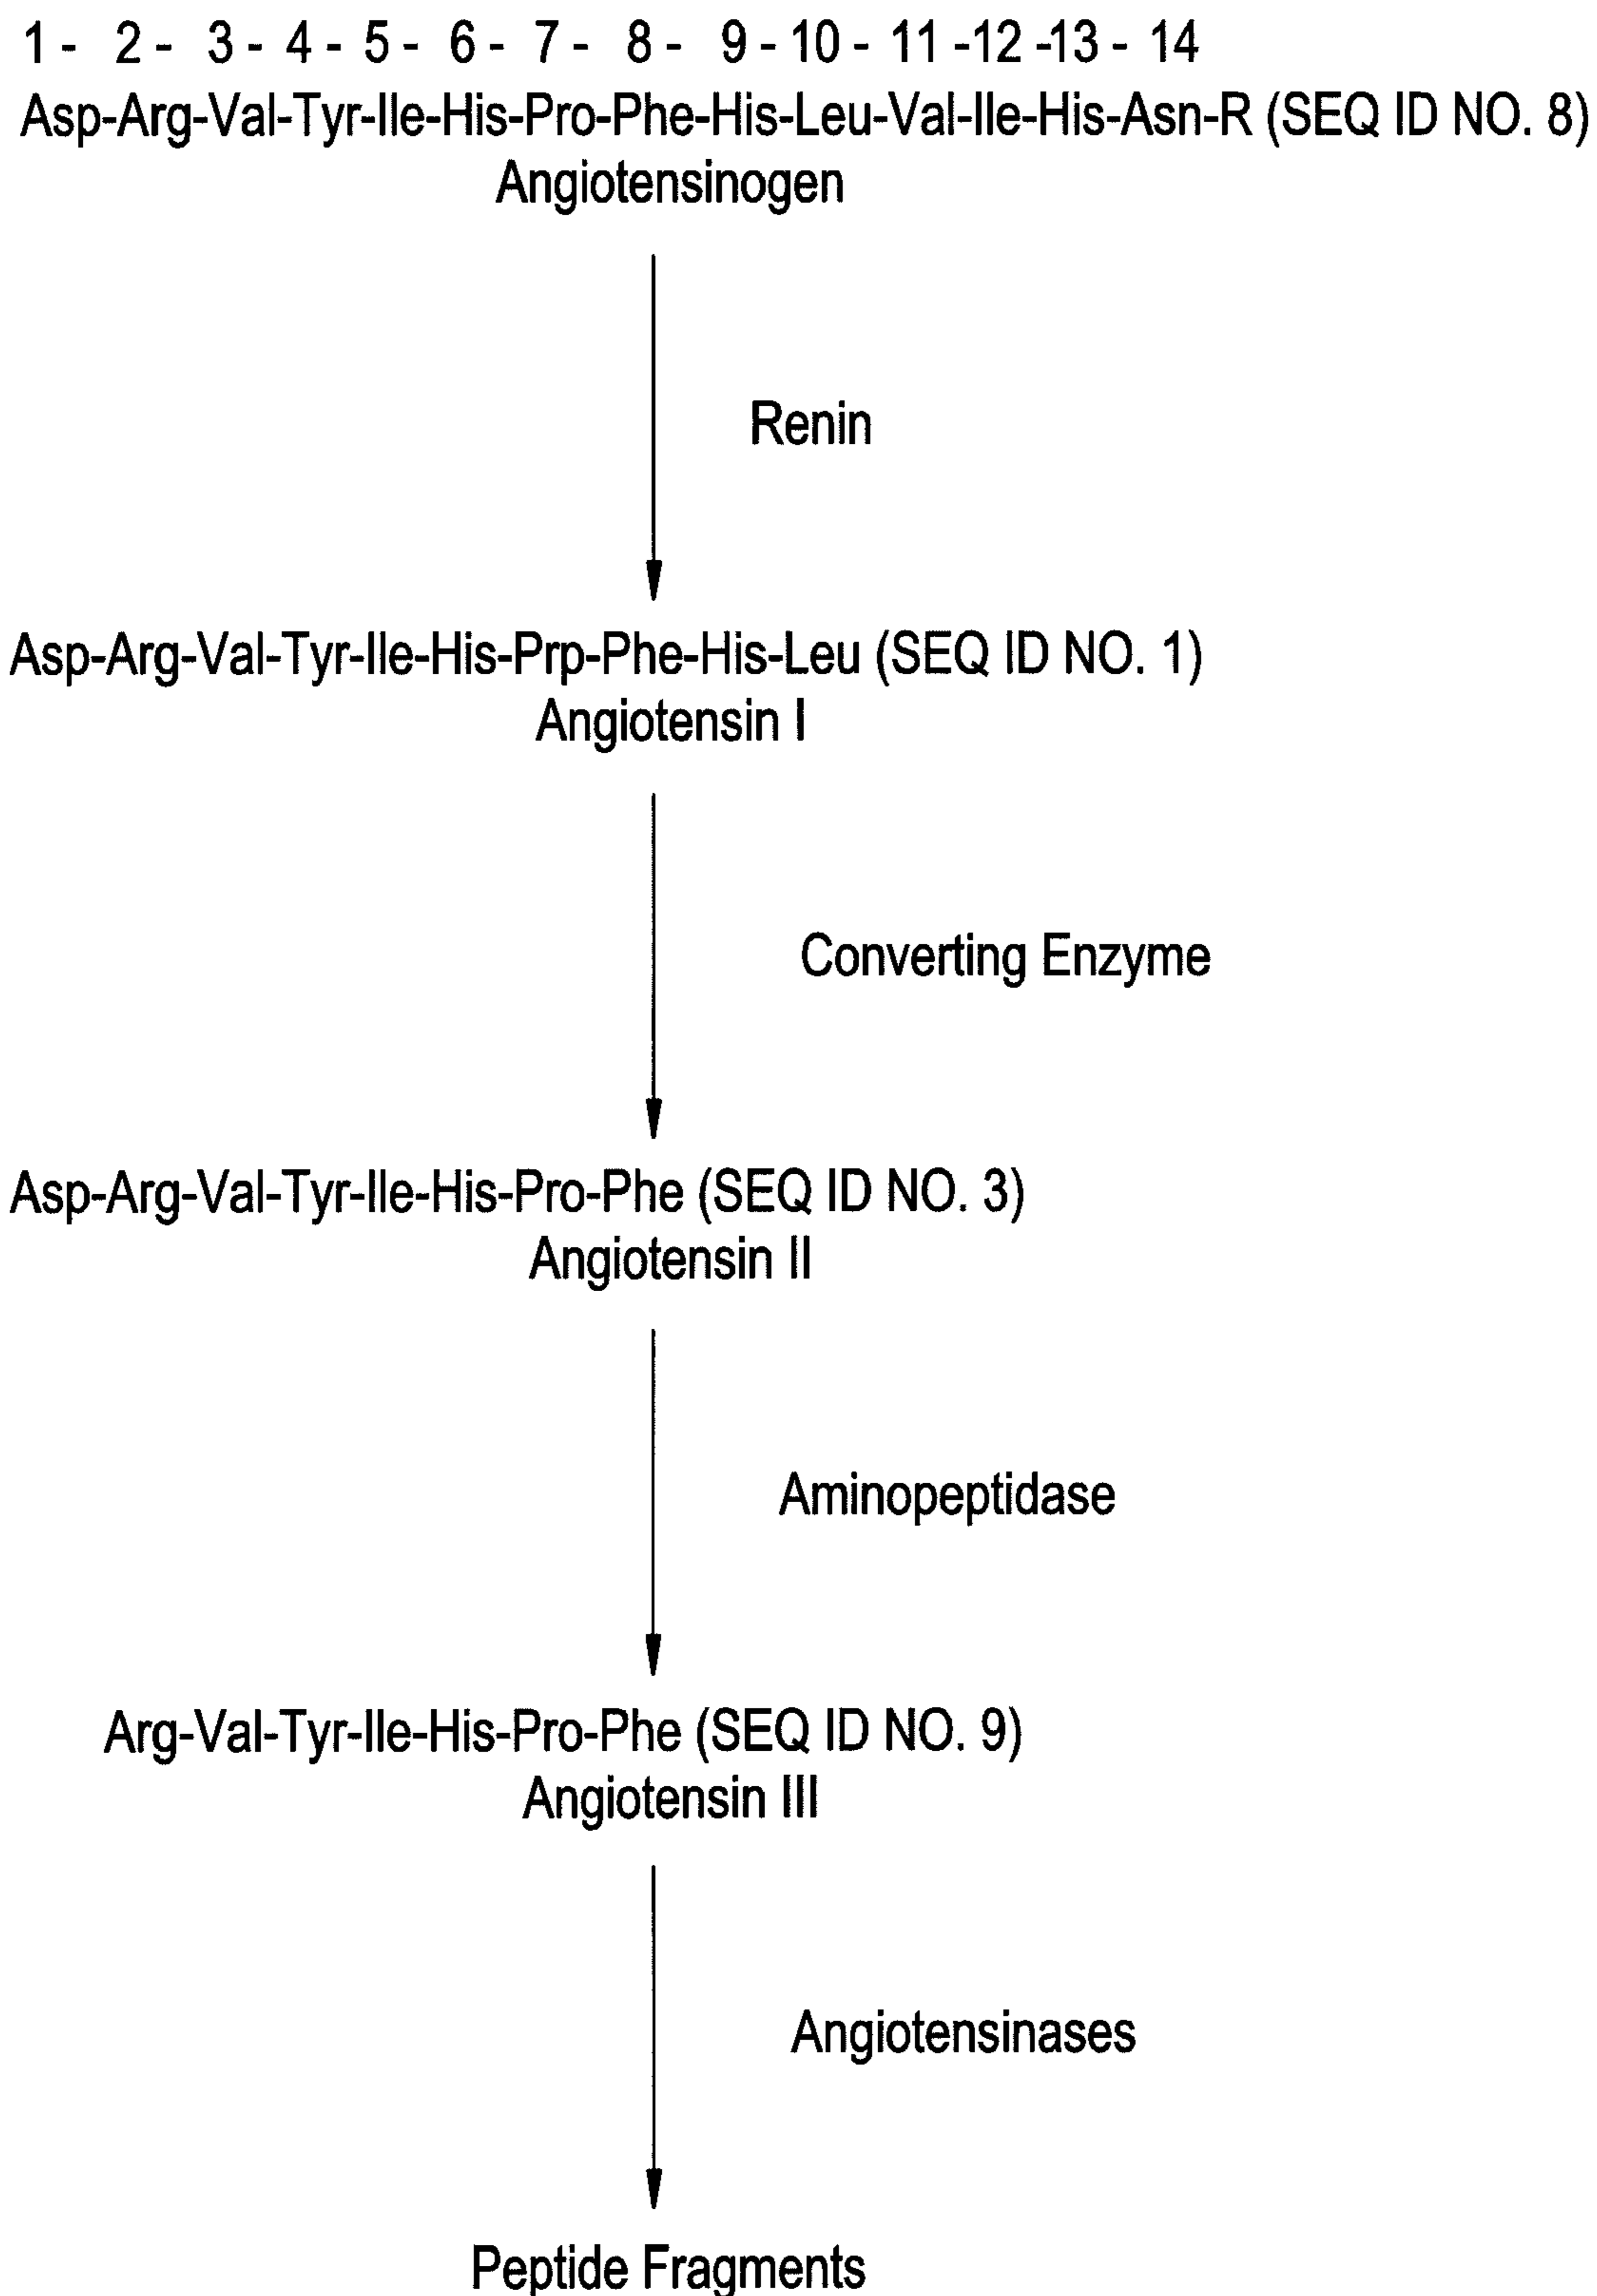 1 - 2 - 3 - 4 - 5 - 6 - 7 - 8 - 9 - 10 - 11 -12 -13 - 14
Asp-Arg-Val-Tyr-Ile-His-Pro-Phe-His-Leu-Val-Ile-His-Asn-R (SEQ ID NO. 8)
Angiotensinogen
Renin
Asp-Arg-Val-Tyr-Ile-His-Prp-Phe-His-Leu (SEQ ID NO. 1)
Angiotensin I
Converting Enzyme
Asp-Arg-Val-Tyr-Ile-His-Pro-Phe (SEQ ID NO. 3)
Angiotensin II
Aminopeptidase
Arg-Val-Tyr-Ile-His-Pro-Phe (SEQ ID NO. 9)
Angiotensin III
Angiotensinases
Peptide Fragments